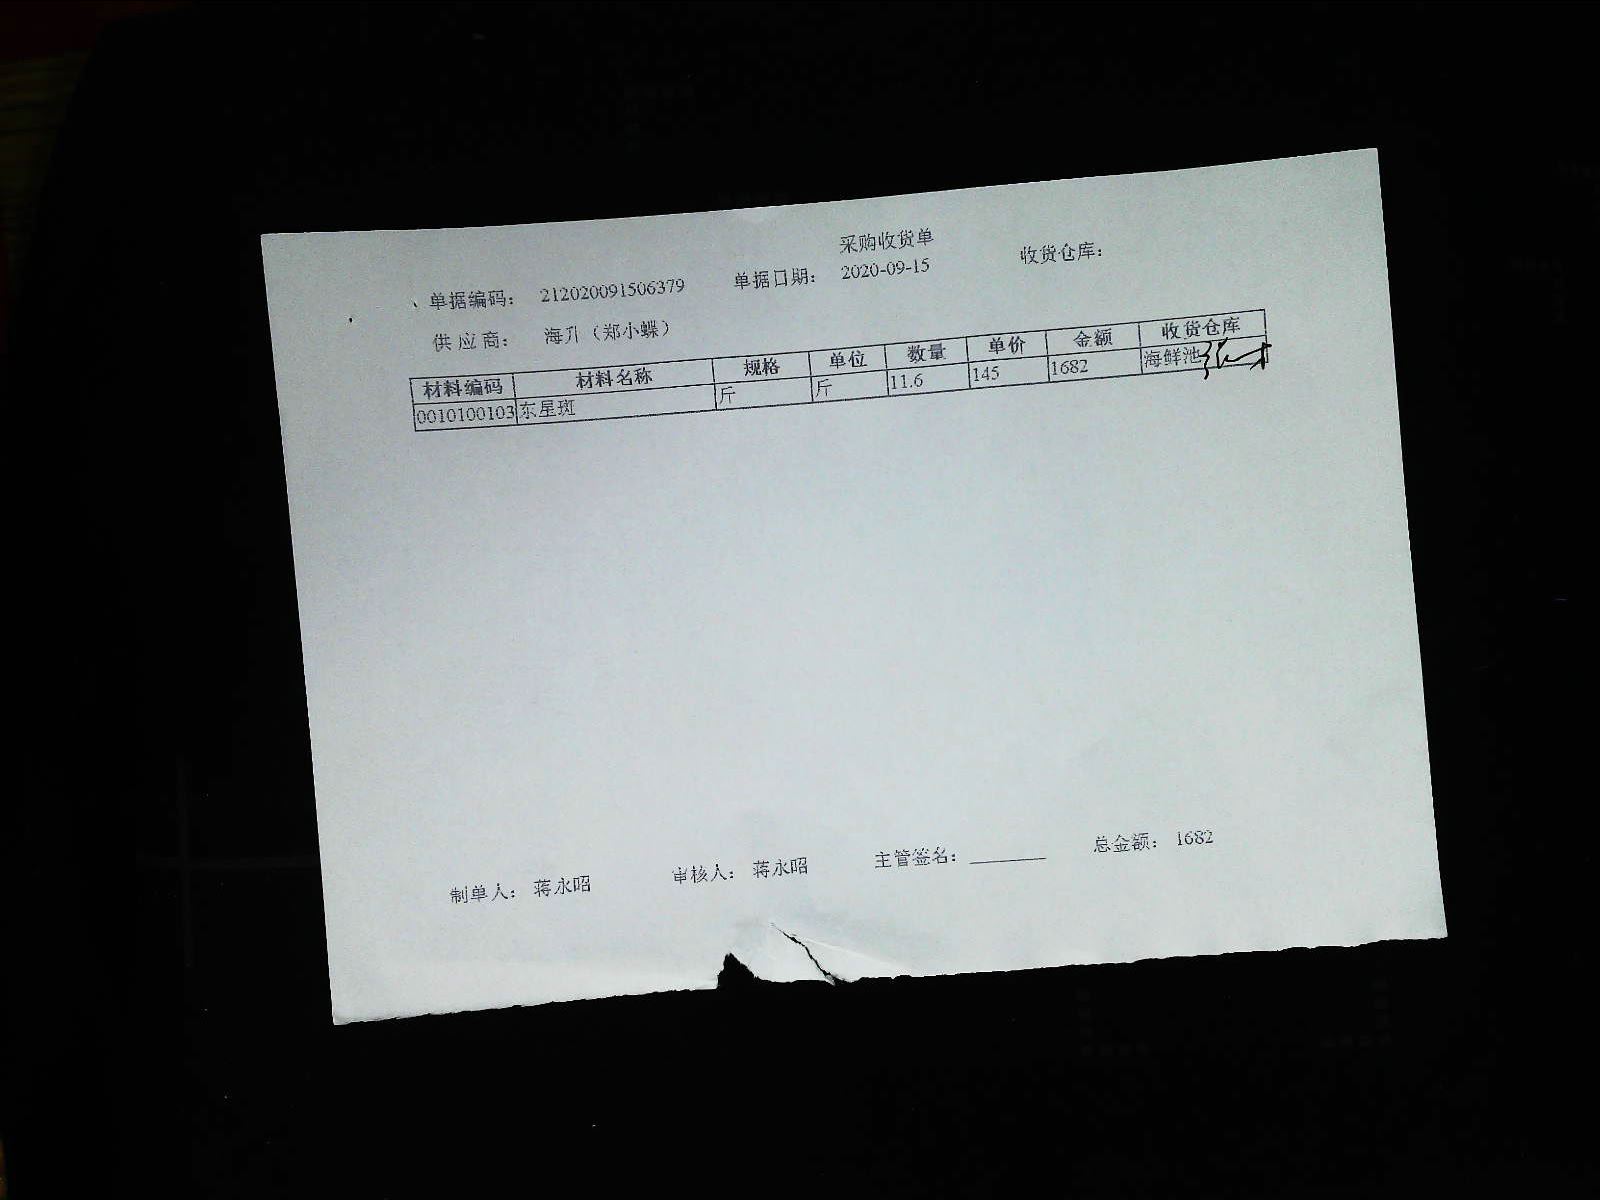 采购收货单
单据编码: 212020091506379 单据日期: 2020-09-15 收货仓库:
供应商: 海升（郑小蝶）
材料编码 材料名称 规格 单位 数量 单价 金额 收货仓库
0010100103 东星斑 斤 斤 11.6 145 1682 海鲜池
制单人: 蒋永昭 审核人: 蒋永昭 主管签名: 总金额: 1682